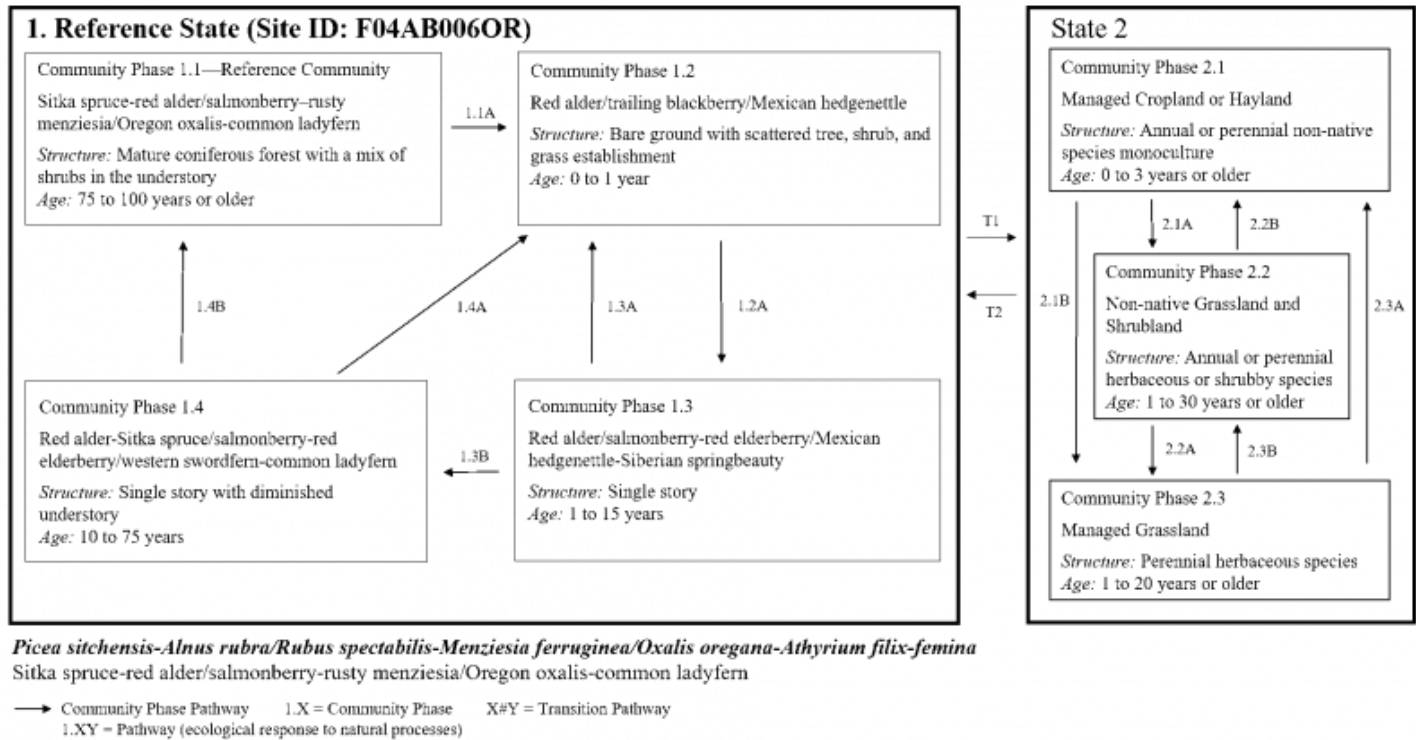 1. Reference State (Site ID: F04AB006OR)
Community Phase 1.1—Reference Community
Sitka spruce-red alder/salmonberry–rusty
menziesia/Oregon oxalis-common ladyfern
Structure: Mature coniferous forest with a mix of
shrubs in the understory
Age: 75 to 100 years or older
1.1A
Community Phase 1.2
Red alder/trailing blackberry/Mexican hedgenettle
Structure: Bare ground with scattered tree, shrub, and
grass establishment
Age: 0 to 1 year
1.4B
1.4A
1.3A
1.2A
Community Phase 1.4
Red alder-Sitka spruce/salmonberry-red
elderberry/western swordfern-common ladyfern
Structure: Single story with diminished
understory
Age: 10 to 75 years
1.3B
Community Phase 1.3
Red alder/salmonberry-red elderberry/Mexican
hedgenettle-Siberian springbeauty
Structure: Single story
Age: 1 to 15 years
T1
T2
State 2
Community Phase 2.1
Managed Cropland or Hayland
Structure: Annual or perennial non-native
species monoculture
Age: 0 to 3 years or older
2.1A
2.2B
2.1B
2.3A
Community Phase 2.2
Non-native Grassland and
Shrubland
Structure: Annual or perennial
herbaceous or shrubby species
Age: 1 to 30 years or older
2.2A
2.3B
Community Phase 2.3
Managed Grassland
Structure: Perennial herbaceous species
Age: 1 to 20 years or older
Picea sitchensis-Alnus rubra/Rubus spectabilis-Menziesia ferruginea/Oxalis oregana-Athyrium filix-femina
Sitka spruce-red alder/salmonberry-rusty menziesia/Oregon oxalis-common ladyfern
Community Phase Pathway 1.X = Community Phase X#Y = Transition Pathway
1.XY = Pathway (ecological response to natural processes)